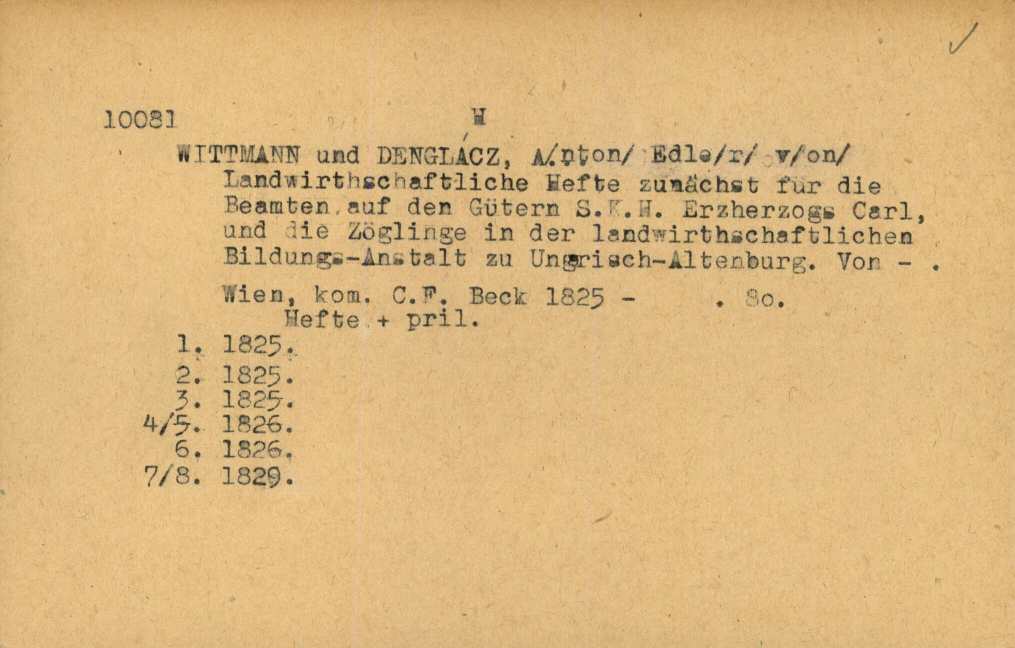 10081 H
WITTMANN und DENGLÁCZ, A/nton/ Edle/r/ v/on/
Landwirthschaftliche Hefte zunächst für die
Beamten auf den Gütern S.K.H. Erzherzogs Carl,
und die Zöglinge in der landwirthschaftlichen
Bildungs-Anstalt zu Ungrisch-Altenburg. Von - .
Wien, kom. C.F. Beck 1825 - . 8o.
Hefte + pril.
1. 1825.
2. 1825.
3. 1825.
4/5. 1826.
6. 1826.
7/8. 1829.